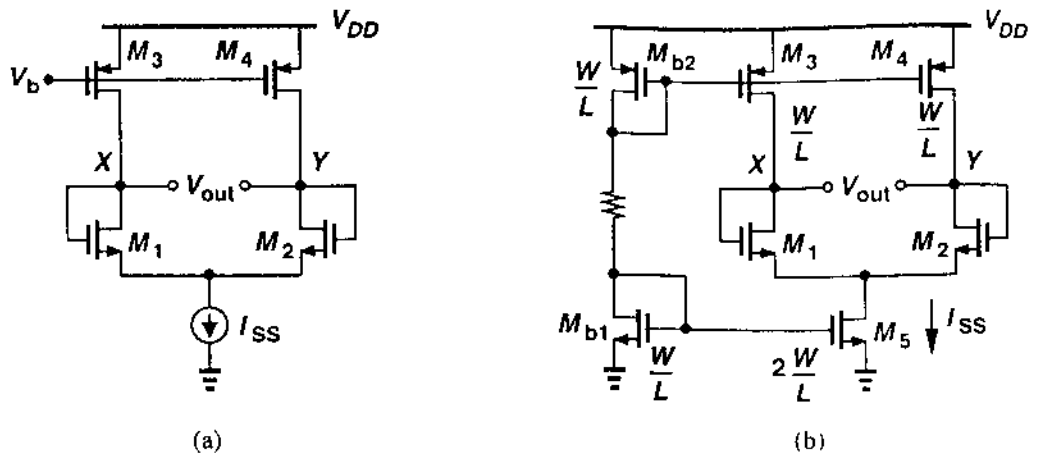 V_DD
M_3
M_4
V_b
X
Y
V_out
M_1
M_2
I_SS
(a)
V_DD
M_b2
M_3
M_4
W/L
W/L
W/L
X
Y
V_out
M_1
M_2
M_b1
M_5
I_SS
W/L
2 W/L
(b)